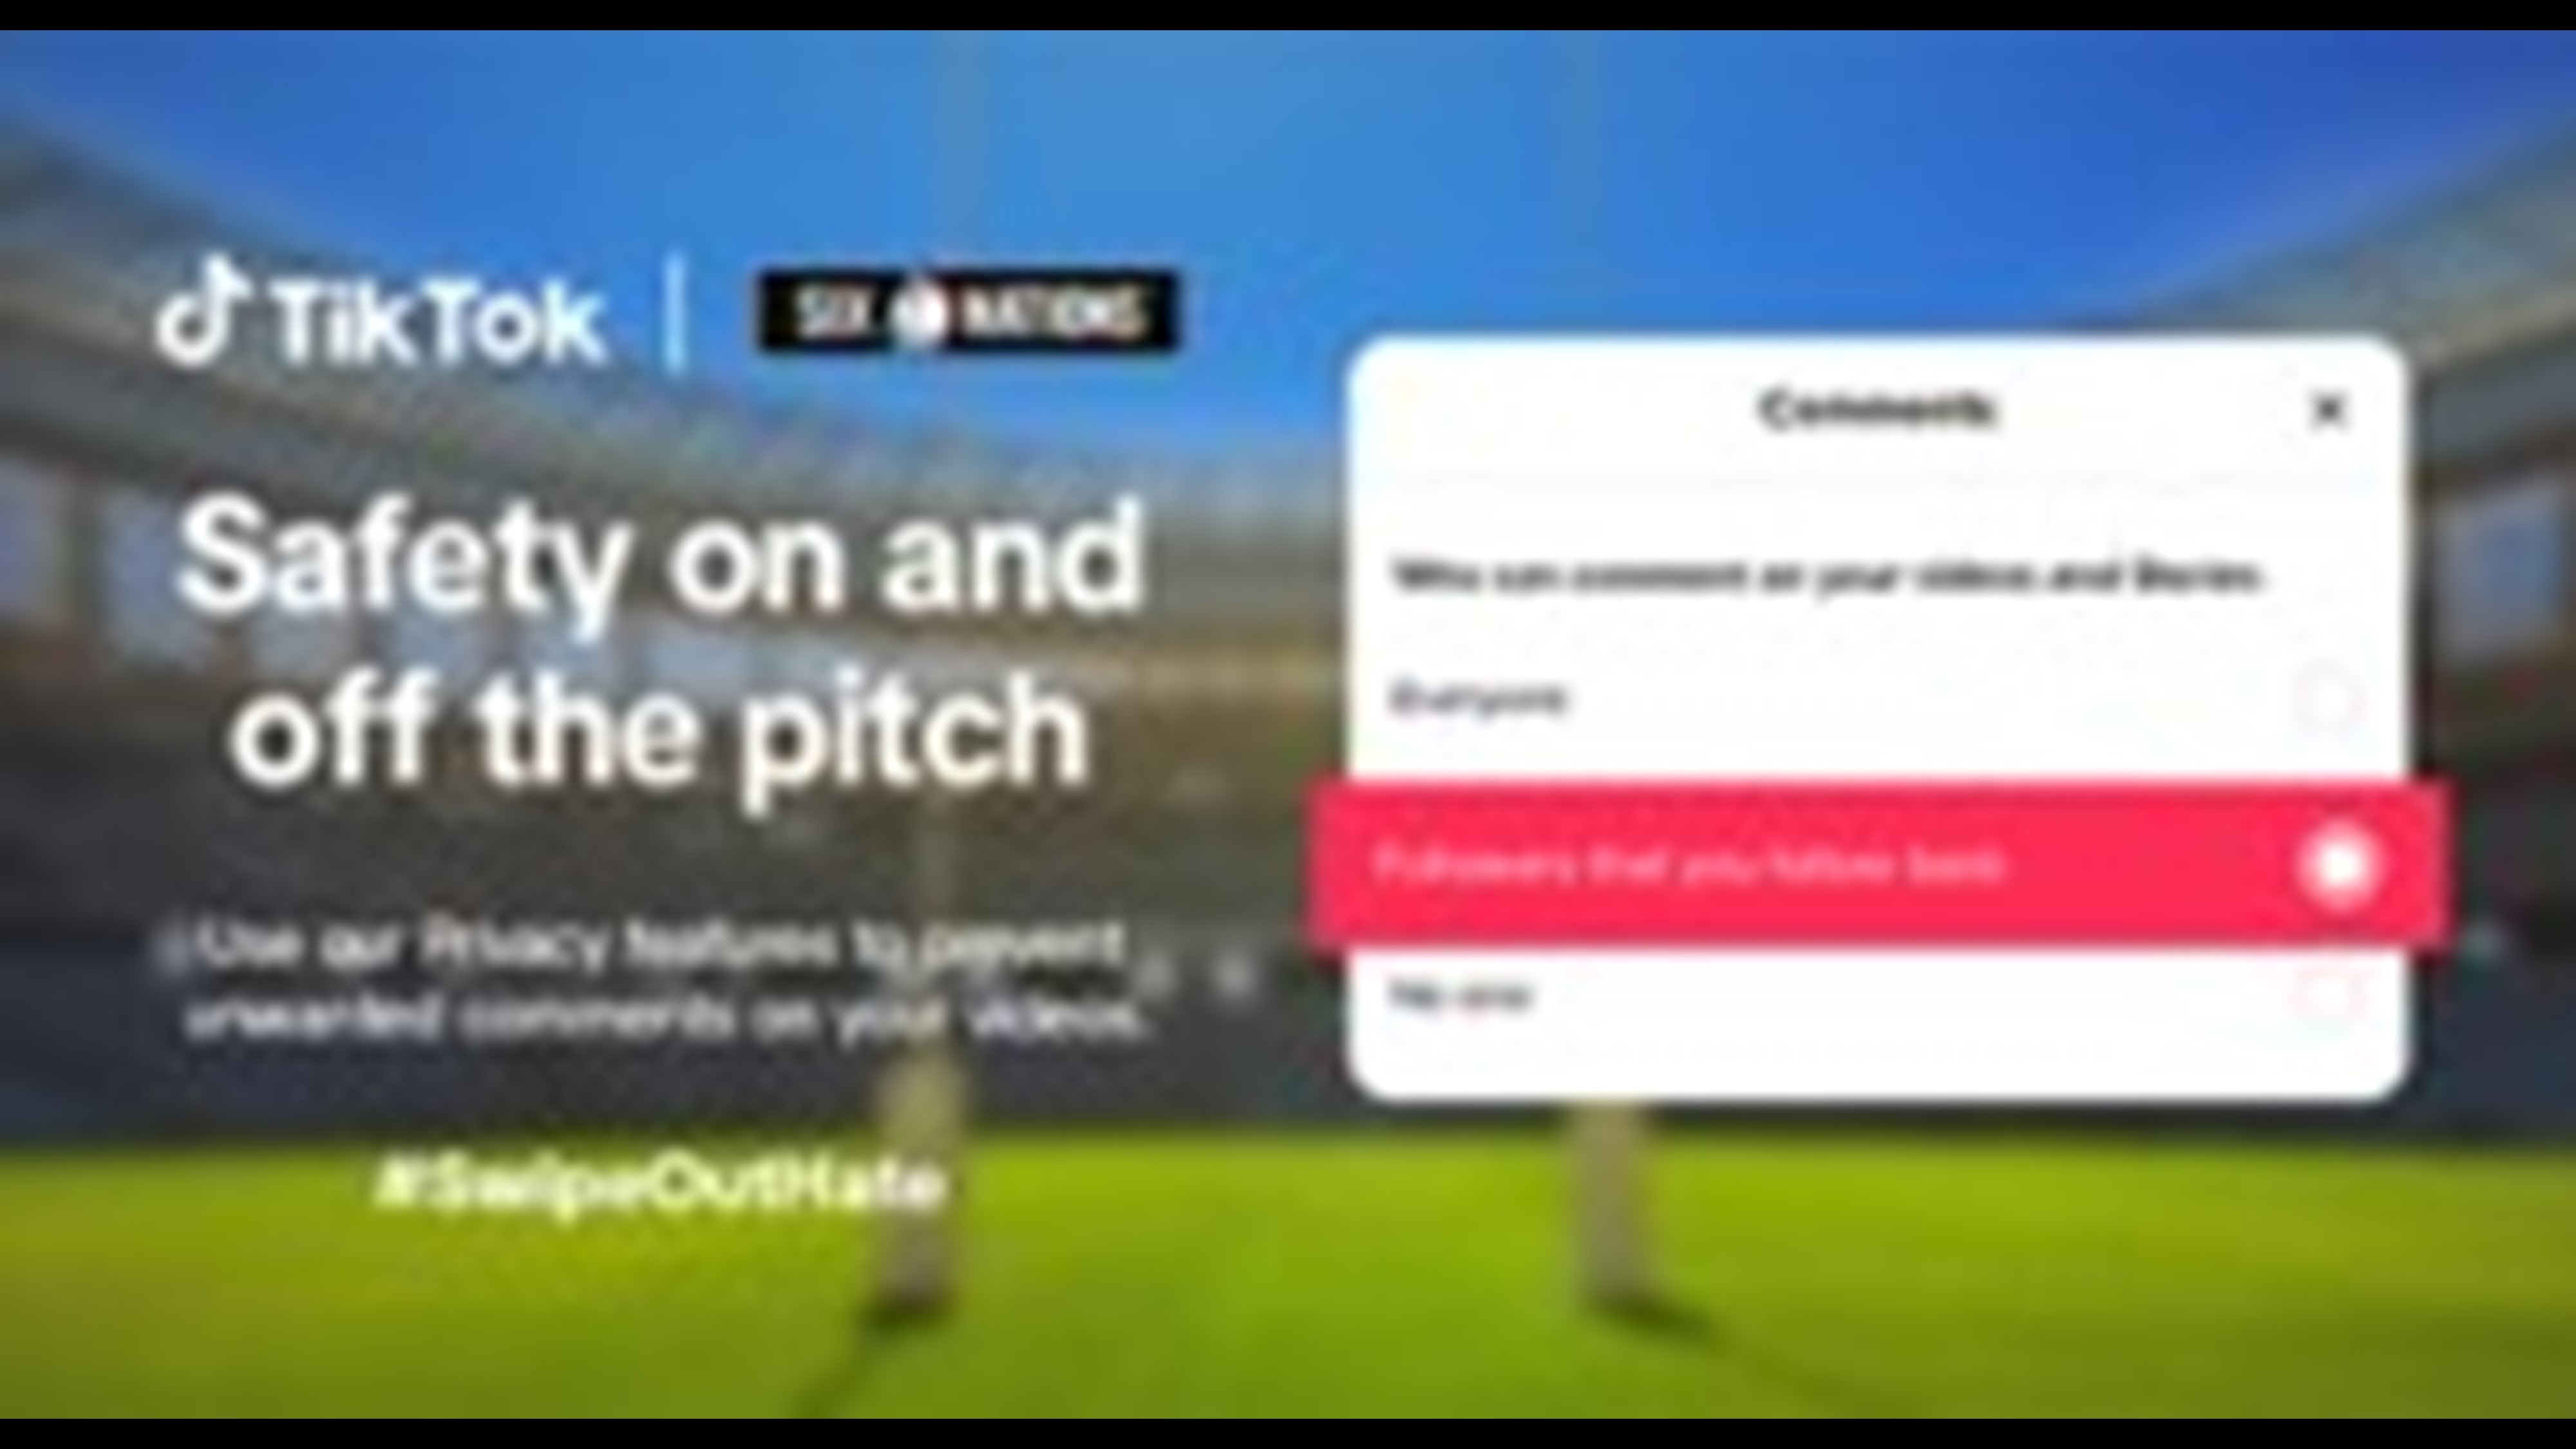 TikTok | SIX NATIONS
Safety on and
off the pitch
Use our Privacy features to prevent
unwanted comments on your videos.
#SwipeOutHate
Comments
Who can comment on your videos and Stories
Everyone
Followers that you follow back
No one